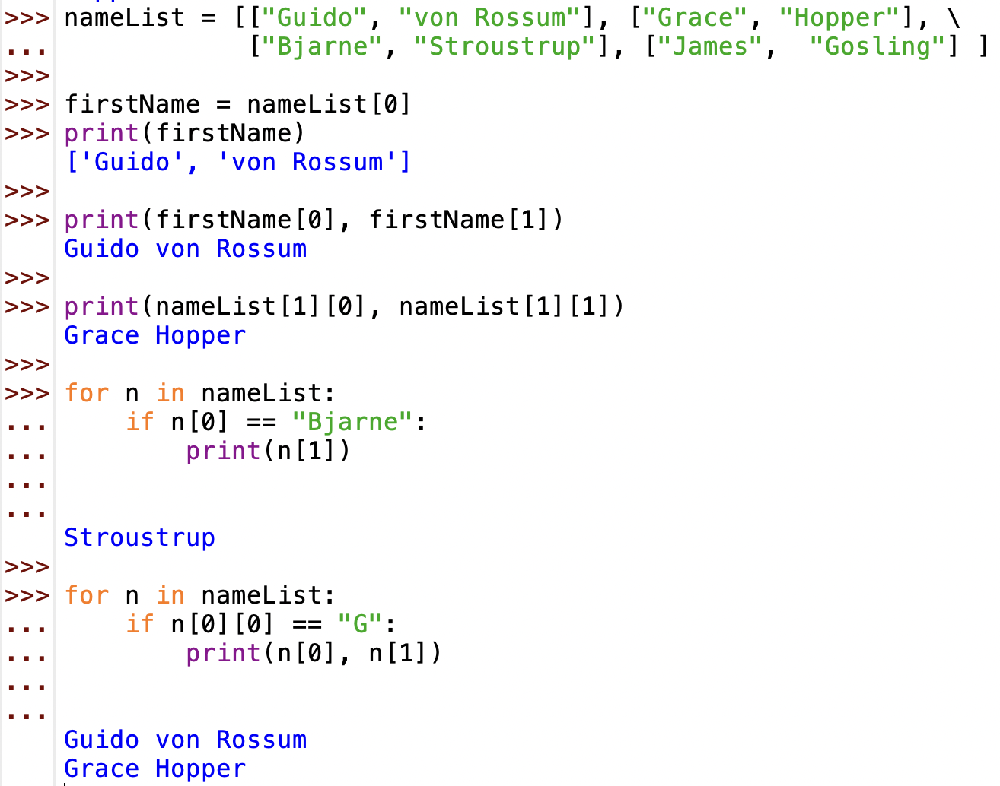 >>> nameList = [["Guido", "von Rossum"], ["Grace", "Hopper"], \
...             ["Bjarne", "Stroustrup"], ["James",  "Gosling"] ]
>>>
>>> firstName = nameList[0]
>>> print(firstName)
['Guido', 'von Rossum']
>>>
>>> print(firstName[0], firstName[1])
Guido von Rossum
>>>
>>> print(nameList[1][0], nameList[1][1])
Grace Hopper
>>>
>>> for n in nameList:
...     if n[0] == "Bjarne":
...         print(n[1])
...
...
Stroustrup
>>>
>>> for n in nameList:
...     if n[0][0] == "G":
...         print(n[0], n[1])
...
...
Guido von Rossum
Grace Hopper